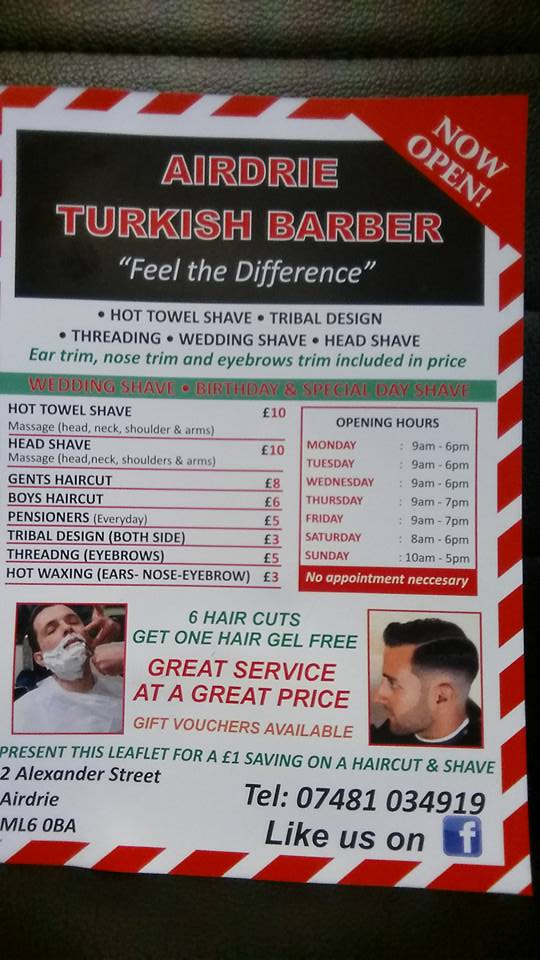 NOW
OPEN!
AIRDRIE
TURKISH BARBER
“Feel the Difference”
• HOT TOWEL SHAVE • TRIBAL DESIGN
• THREADING • WEDDING SHAVE • HEAD SHAVE
Ear trim, nose trim and eyebrows trim included in price
WEDDING SHAVE • BIRTHDAY & SPECIAL DAY SHAVE
HOT TOWEL SHAVE £10
Massage (head, neck, shoulder & arms)
HEAD SHAVE £10
Massage (head,neck, shoulders & arms)
GENTS HAIRCUT £8
BOYS HAIRCUT £6
PENSIONERS (Everyday) £5
TRIBAL DESIGN (BOTH SIDE) £3
THREADNG (EYEBROWS) £5
HOT WAXING (EARS- NOSE-EYEBROW) £3
OPENING HOURS
MONDAY : 9am - 6pm
TUESDAY : 9am - 6pm
WEDNESDAY : 9am - 6pm
THURSDAY : 9am - 7pm
FRIDAY : 9am - 7pm
SATURDAY : 8am - 6pm
SUNDAY : 10am - 5pm
No appointment neccesary
6 HAIR CUTS
GET ONE HAIR GEL FREE
GREAT SERVICE
AT A GREAT PRICE
GIFT VOUCHERS AVAILABLE
PRESENT THIS LEAFLET FOR A £1 SAVING ON A HAIRCUT & SHAVE
2 Alexander Street
Airdrie
ML6 0BA
Tel: 07481 034919
Like us on f